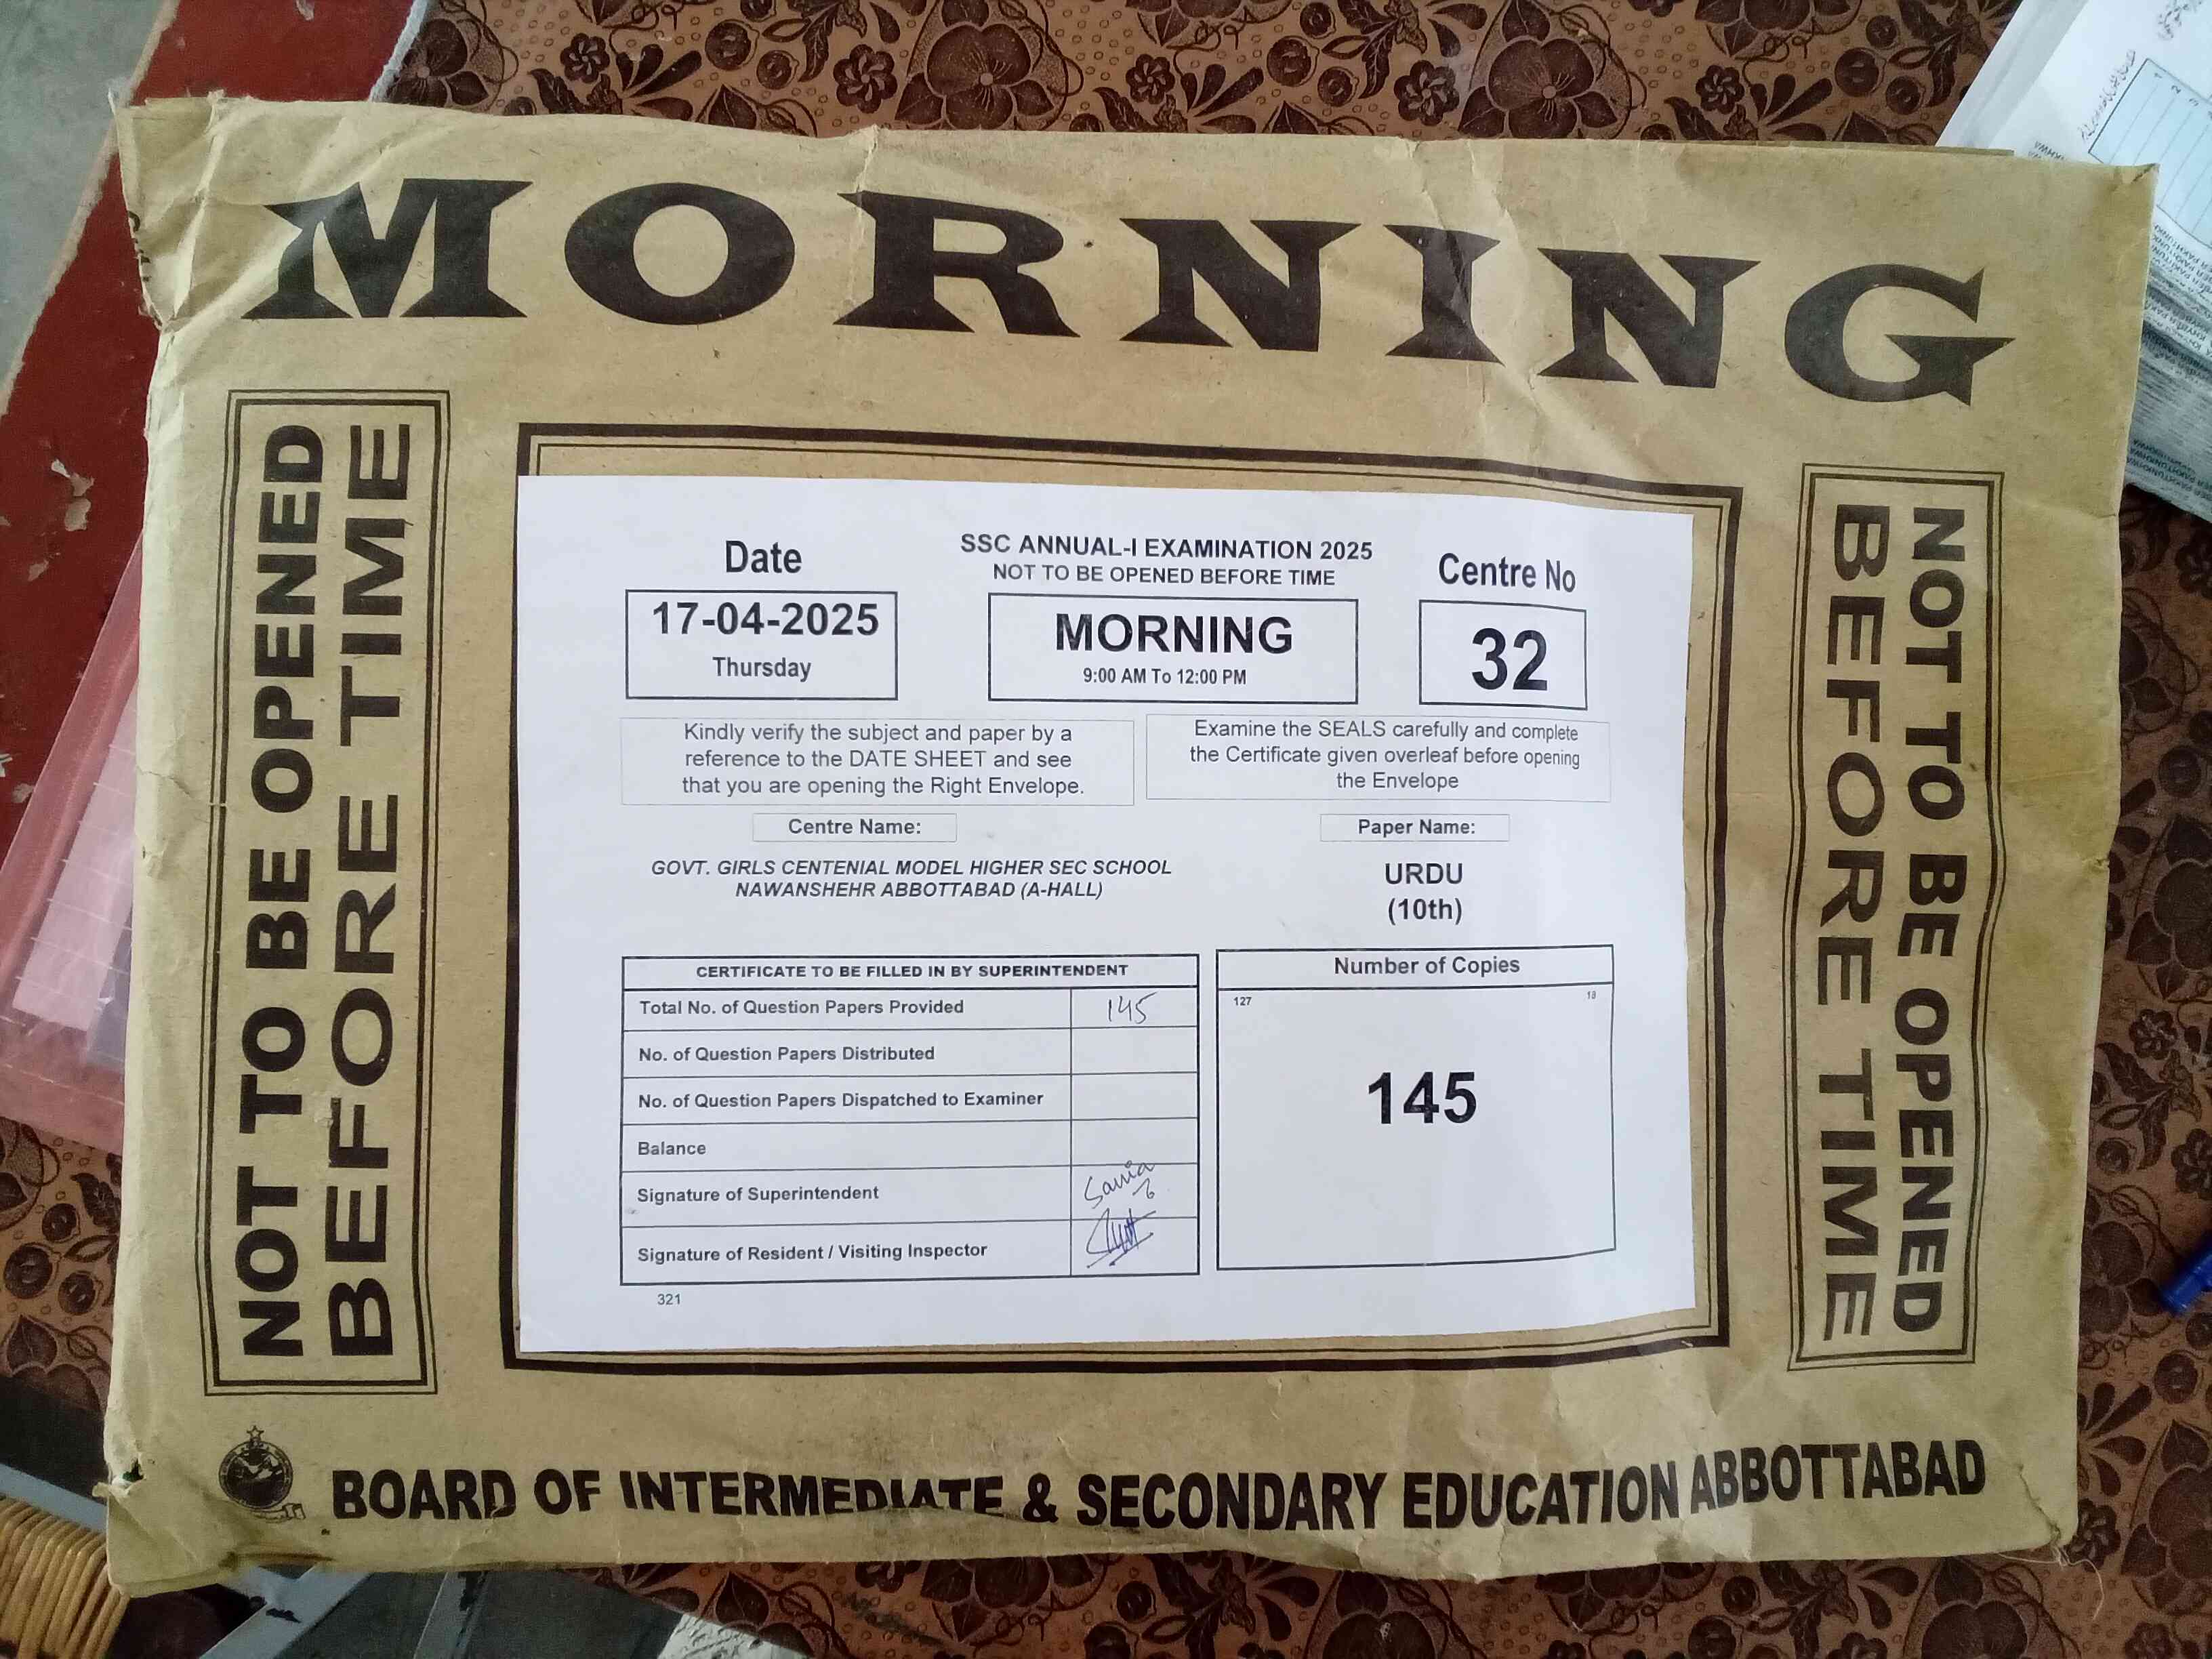 MORNING
NOT TO BE OPENED
BEFORE TIME
Date
17-04-2025
Thursday
SSC ANNUAL-I EXAMINATION 2025
NOT TO BE OPENED BEFORE TIME
MORNING
9:00 AM To 12:00 PM
Centre No
32
Kindly verify the subject and paper by a
reference to the DATE SHEET and see
that you are opening the Right Envelope.
Examine the SEALS carefully and complete
the Certificate given overleaf before opening
the Envelope
Centre Name:
GOVT. GIRLS CENTENIAL MODEL HIGHER SEC SCHOOL
NAWANSHEHR ABBOTTABAD (A-HALL)
Paper Name:
URDU
(10th)
CERTIFICATE TO BE FILLED IN BY SUPERINTENDENT
Total No. of Question Papers Provided 145
No. of Question Papers Distributed
No. of Question Papers Dispatched to Examiner
Balance
Signature of Superintendent
Signature of Resident / Visiting Inspector
321
Number of Copies
127 18
145
NOT TO BE OPENED
BEFORE TIME
BOARD OF INTERMEDIATE & SECONDARY EDUCATION ABBOTTABAD